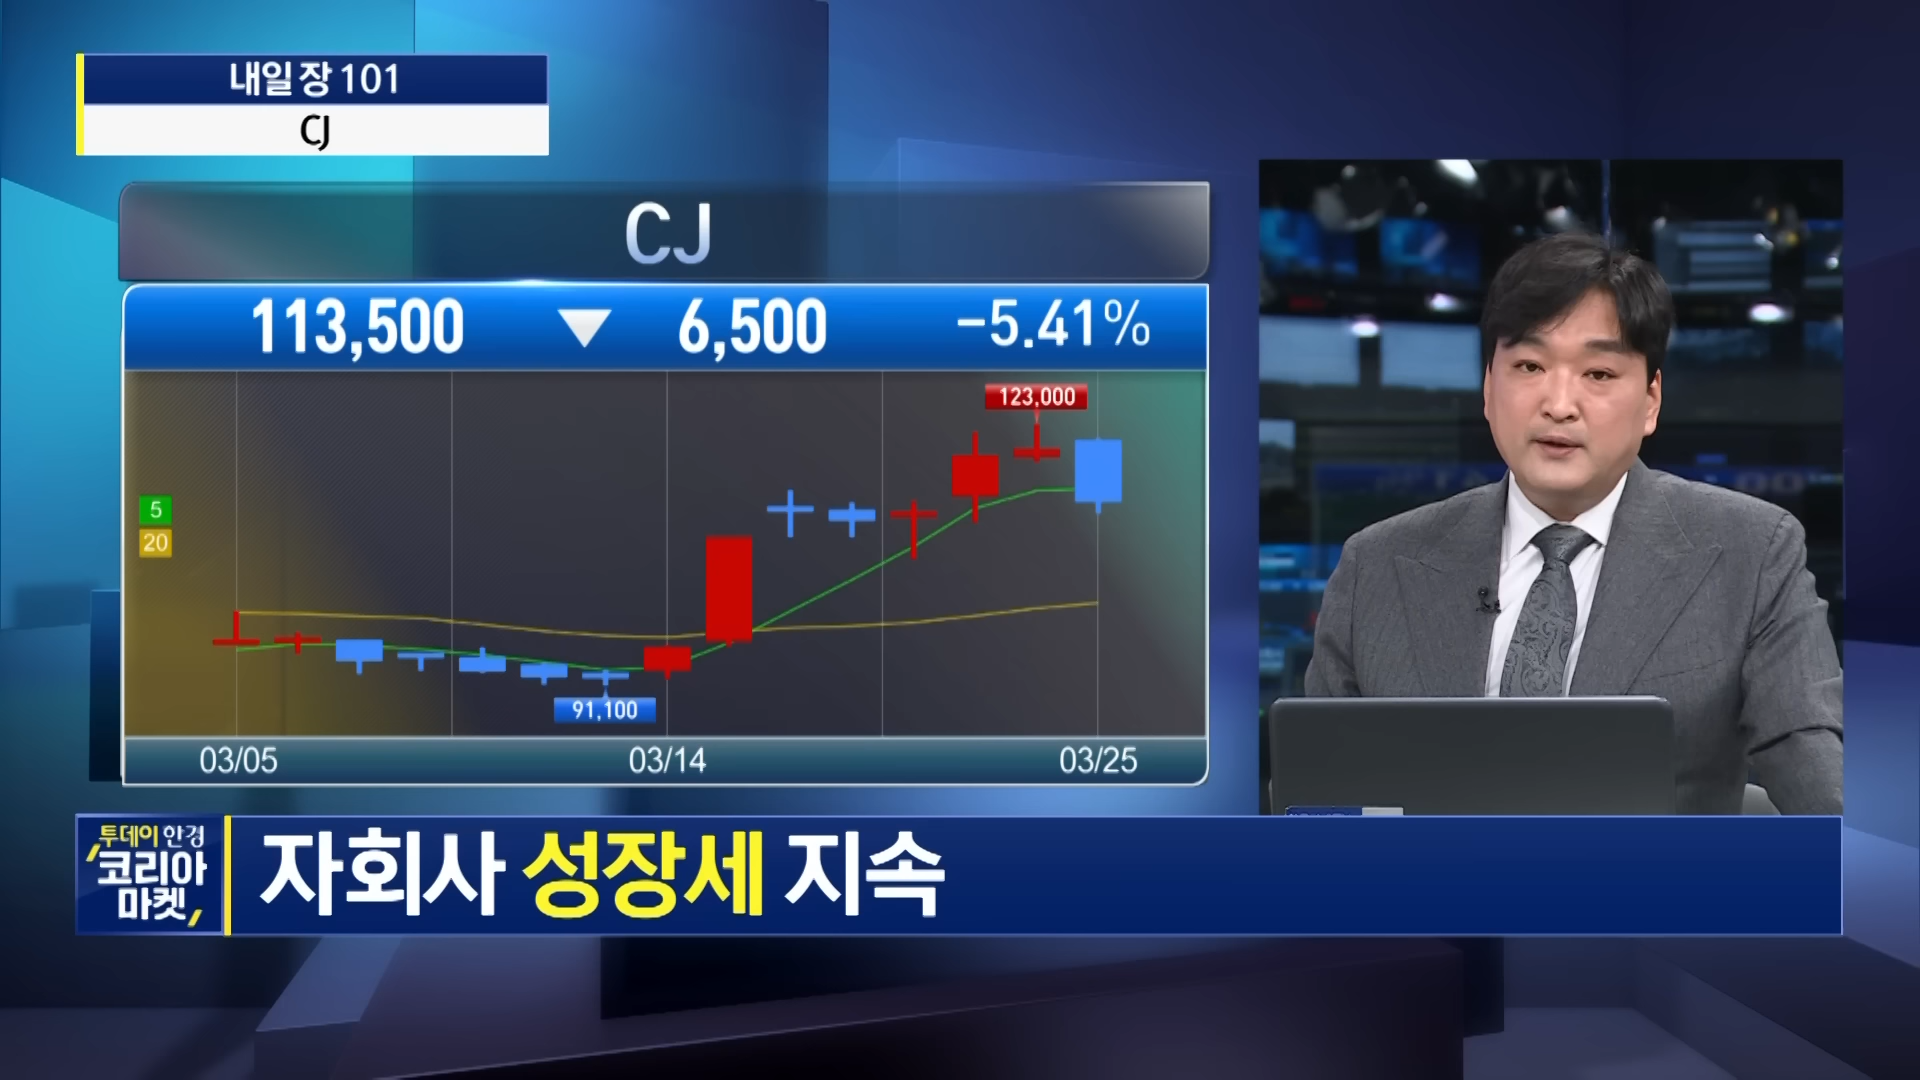 내일 장 101
CJ
CJ
113,500 ▼ 6,500 -5.41%
123,000
5
20
91,100
03/05 03/14 03/25
투데이 한경
코리아
마켓
자회사 성장세 지속